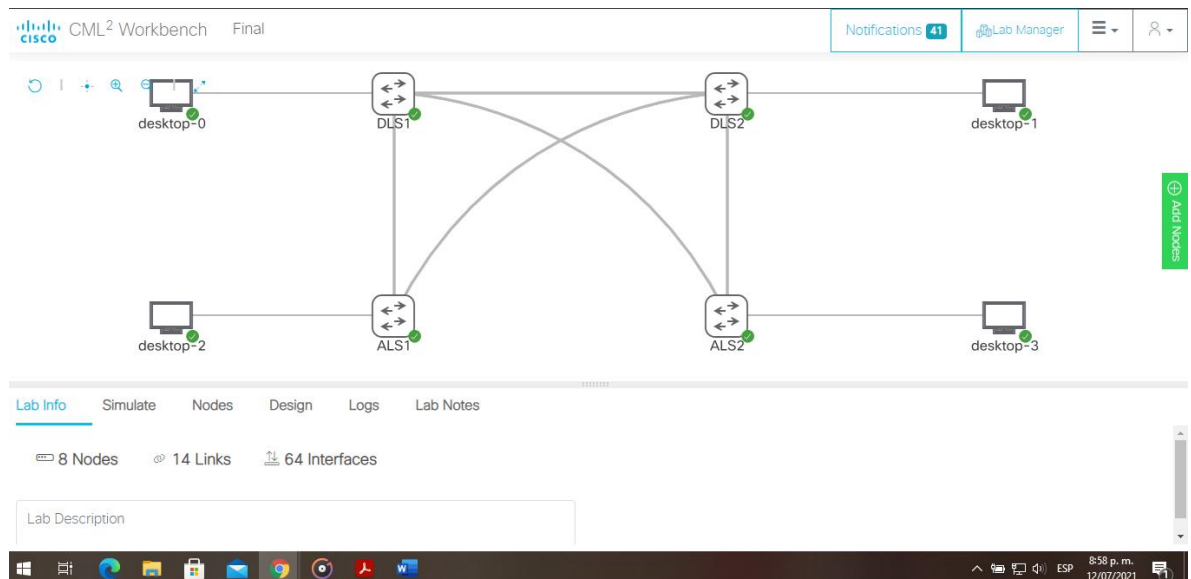 CISCO CML² Workbench Final Notifications 41 Lab Manager
desktop-0 DLS1 DLS2 desktop-1
Add Nodes
desktop-2 ALS1 ALS2 desktop-3
Lab Info Simulate Nodes Design Logs Lab Notes
8 Nodes 14 Links 64 Interfaces
Lab Description
ESP 8:58 p. m.
12/07/2021